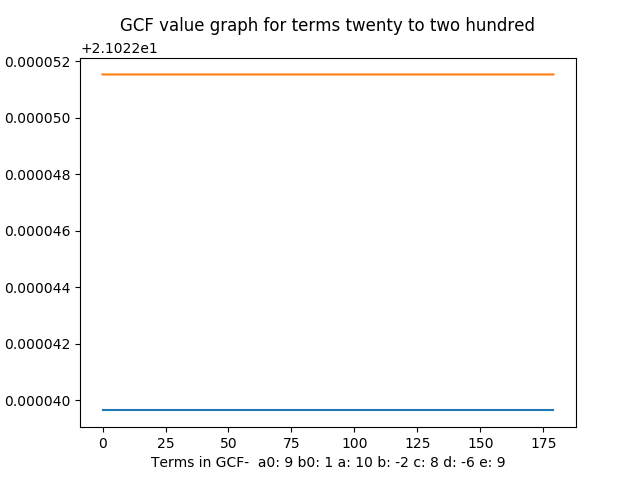 GCF value graph for terms twenty to two hundred
+2.1022e1
0.000052
0.000050
0.000048
0.000046
0.000044
0.000042
0.000040
0 25 50 75 100 125 150 175
Terms in GCF-  a0: 9 b0: 1 a: 10 b: -2 c: 8 d: -6 e: 9